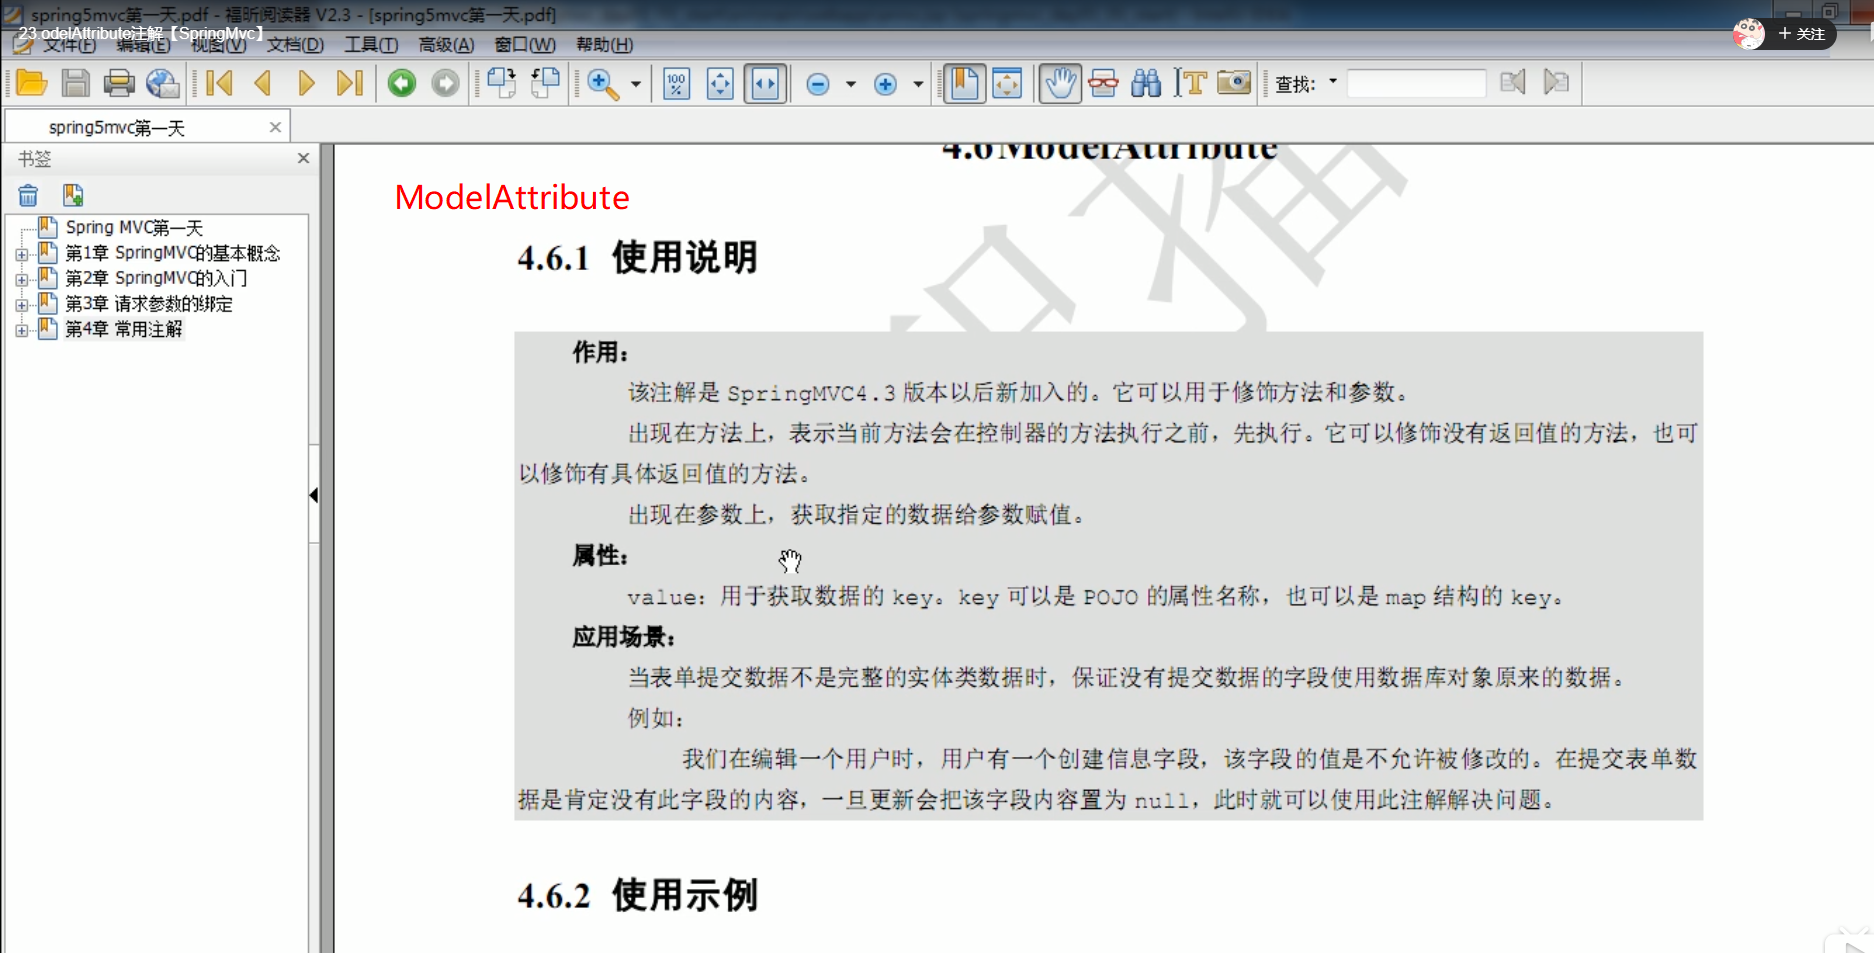 spring5mvc第一天.pdf - 福昕阅读器 V2.3 - [spring5mvc第一天.pdf]
23.odelAttribute注解【SpringMvc】
+ 关注
文件(F) 编辑(E) 视图(V) 文档(D) 工具(T) 高级(A) 窗口(W) 帮助(H)
100 %
查找:
spring5mvc第一天
书签
Spring MVC第一天
第1章 SpringMVC的基本概念
第2章 SpringMVC的入门
第3章 请求参数的绑定
第4章 常用注解
4.6 ModelAttribute
ModelAttribute
4.6.1 使用说明
作用：
该注解是 SpringMVC4.3 版本以后新加入的。它可以用于修饰方法和参数。
出现在方法上，表示当前方法会在控制器的方法执行之前，先执行。它可以修饰没有返回值的方法，也可
以修饰有具体返回值的方法。
出现在参数上，获取指定的数据给参数赋值。
属性：
value：用于获取数据的 key。key 可以是 POJO 的属性名称，也可以是 map 结构的 key。
应用场景：
当表单提交数据不是完整的实体类数据时，保证没有提交数据的字段使用数据库对象原来的数据。
例如：
我们在编辑一个用户时，用户有一个创建信息字段，该字段的值是不允许被修改的。在提交表单数
据是肯定没有此字段的内容，一旦更新会把该字段内容置为 null，此时就可以使用此注解解决问题。
4.6.2 使用示例